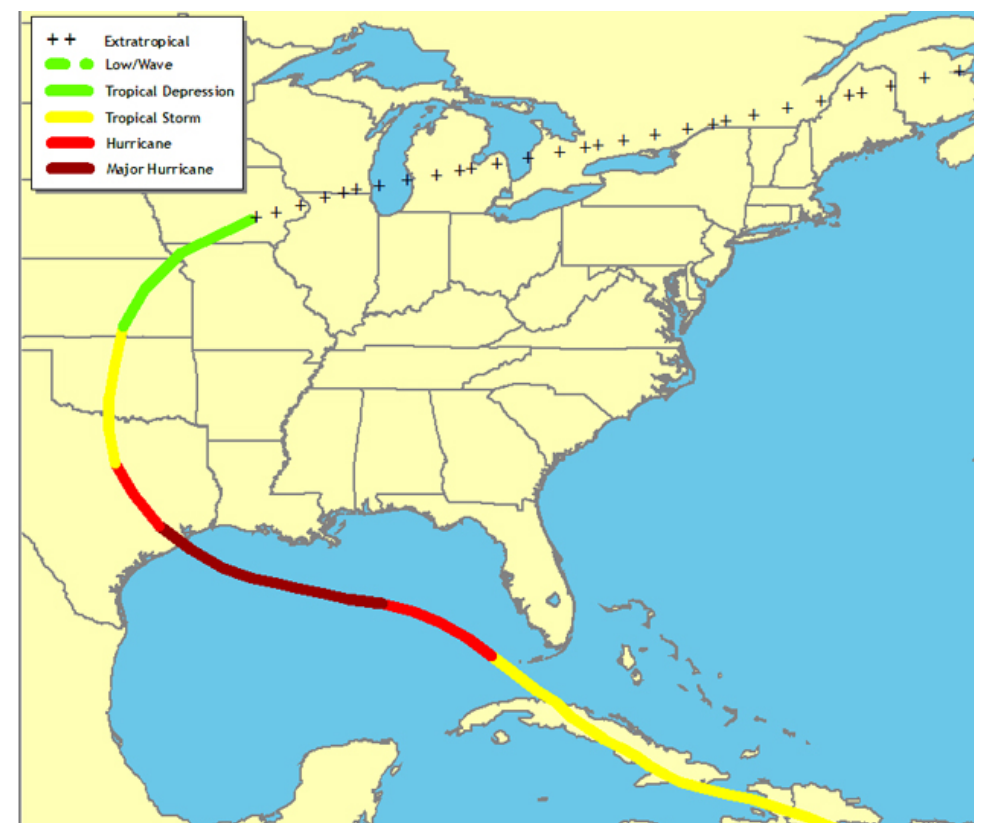 Extratropical
Low/Wave
Tropical Depression
Tropical Storm
Hurricane
Major Hurricane